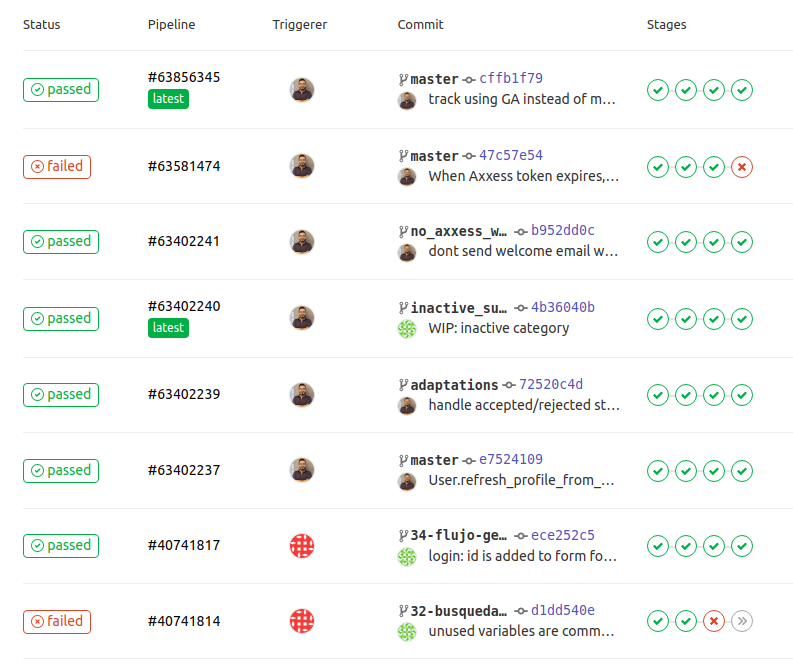 Status Pipeline Triggerer Commit Stages
passed #63856345 master cffb1f79
latest track using GA instead of m…
failed #63581474 master 47c57e54
When Axxess token expires,…
passed #63402241 no_axxess_w… b952dd0c
dont send welcome email w…
passed #63402240 inactive_su… 4b36040b
latest WIP: inactive category
passed #63402239 adaptations 72520c4d
handle accepted/rejected st…
passed #63402237 master e7524109
User.refresh_profile_from_…
passed #40741817 34-flujo-ge… ece252c5
login: id is added to form fo…
failed #40741814 32-busqueda… d1dd540e
unused variables are comm…